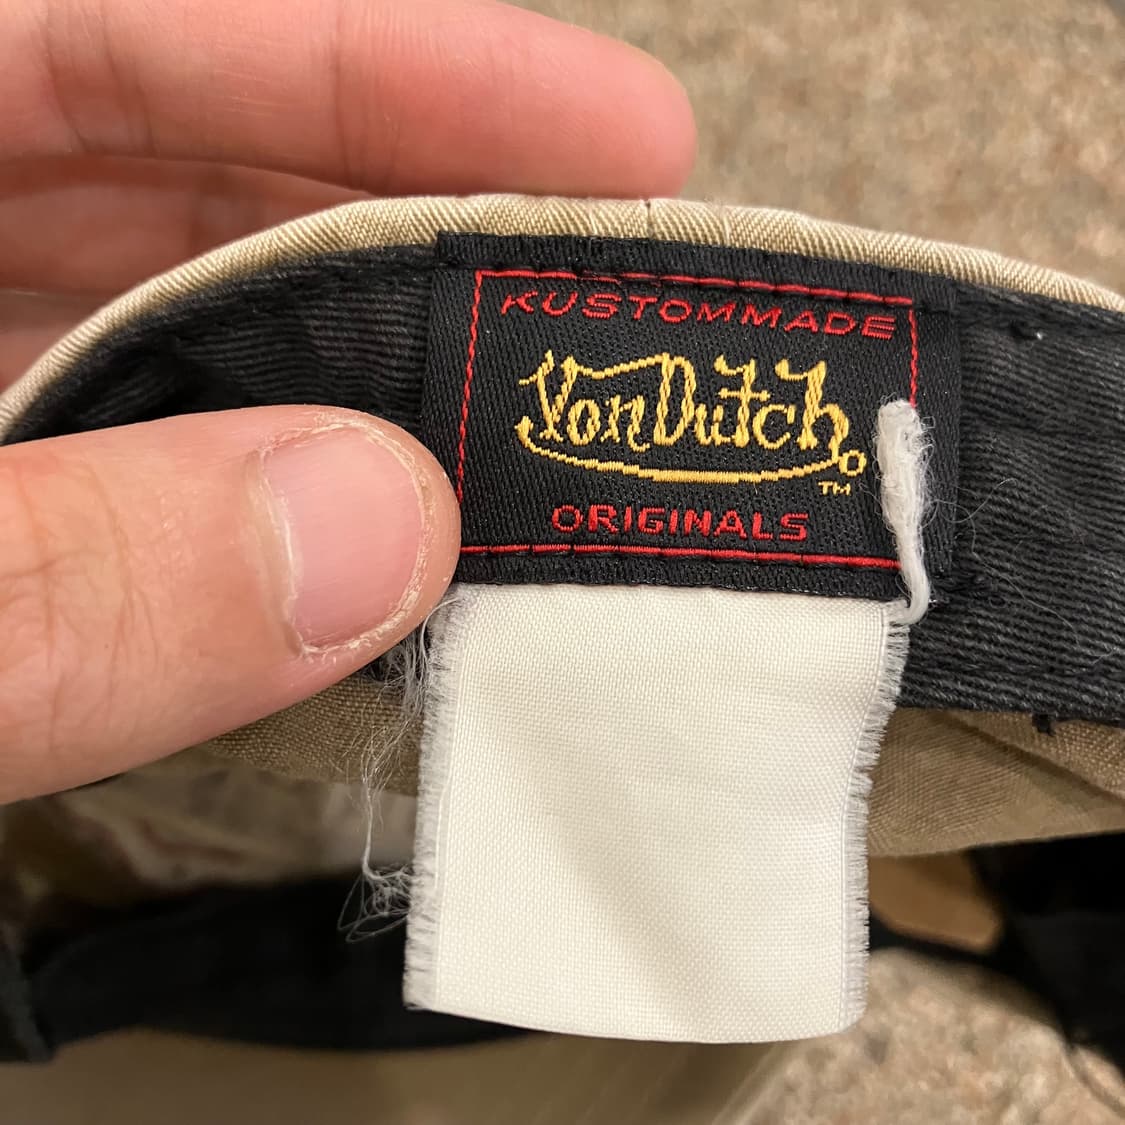 KUSTOMMADE
Von Dutch
TM
ORIGINALS